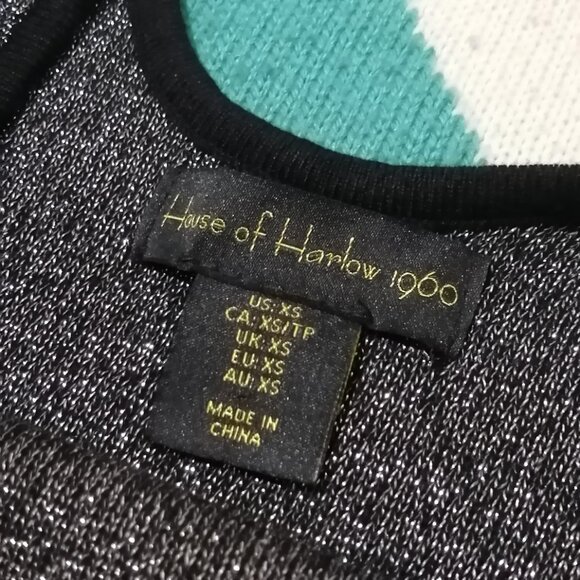 House of Harlow 1960
US: XS
CA: XS/TP
UK: XS
EU: XS
AU: XS
MADE IN
CHINA